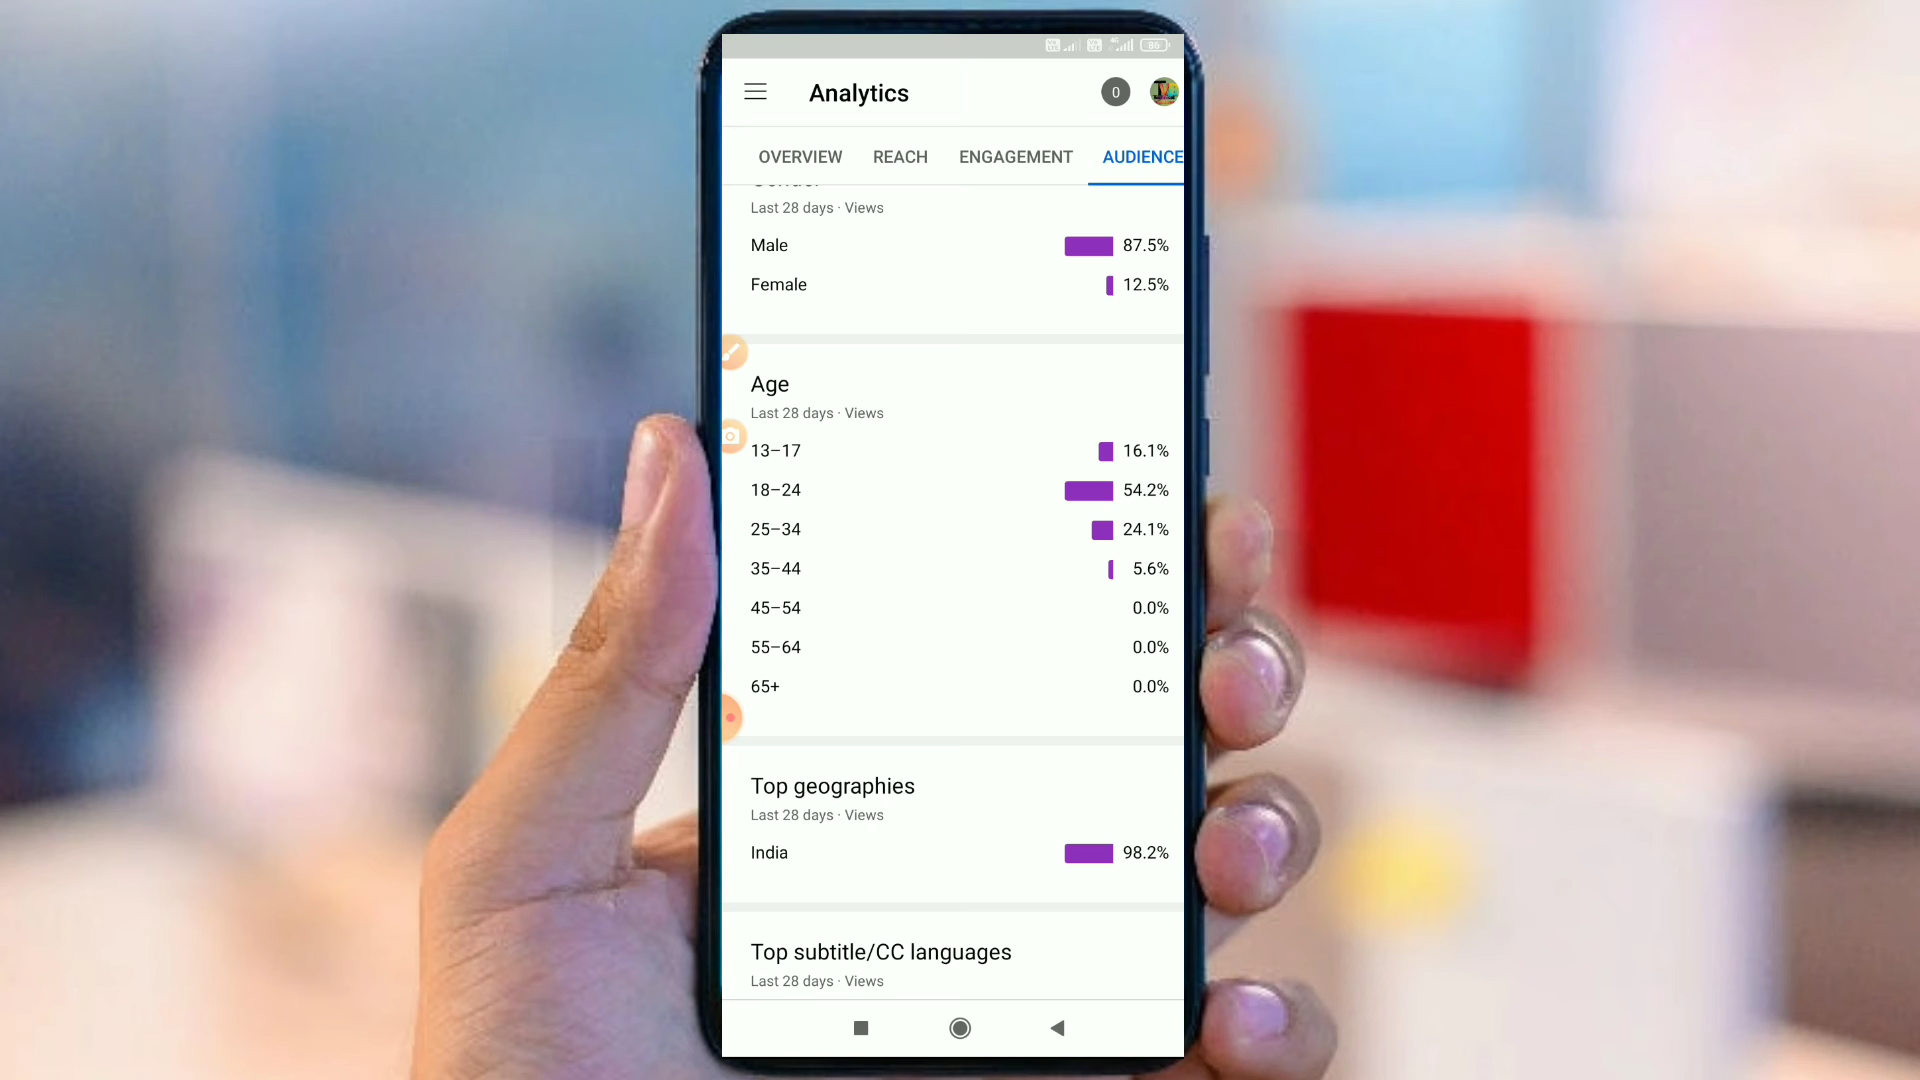 86
Analytics
0
OVERVIEW REACH ENGAGEMENT AUDIENCE
Last 28 days · Views
Male 87.5%
Female 12.5%
Age
Last 28 days · Views
13–17 16.1%
18–24 54.2%
25–34 24.1%
35–44 5.6%
45–54 0.0%
55–64 0.0%
65+ 0.0%
Top geographies
Last 28 days · Views
India 98.2%
Top subtitle/CC languages
Last 28 days · Views